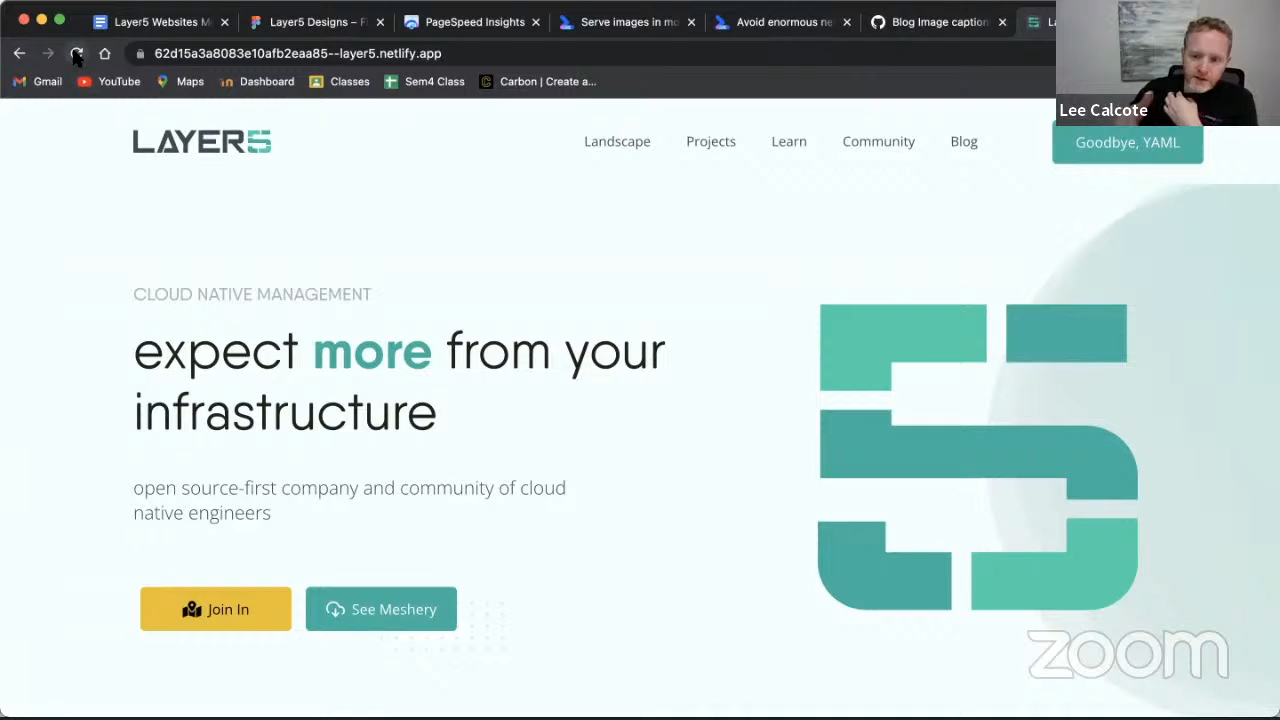 Layer5 Websites M
Layer5 Designs – F
PageSpeed Insights
Serve images in mo
Avoid enormous ne
Blog Image caption
62d15a3a8083e10afb2eaa85--layer5.netlify.app
Gmail
YouTube
Maps
Dashboard
Classes
Sem4 Class
Carbon | Create a...
Lee Calcote
LAYER5
Landscape
Projects
Learn
Community
Blog
Goodbye, YAML
CLOUD NATIVE MANAGEMENT
expect more from your
infrastructure
open source-first company and community of cloud
native engineers
Join In
See Meshery
zoom